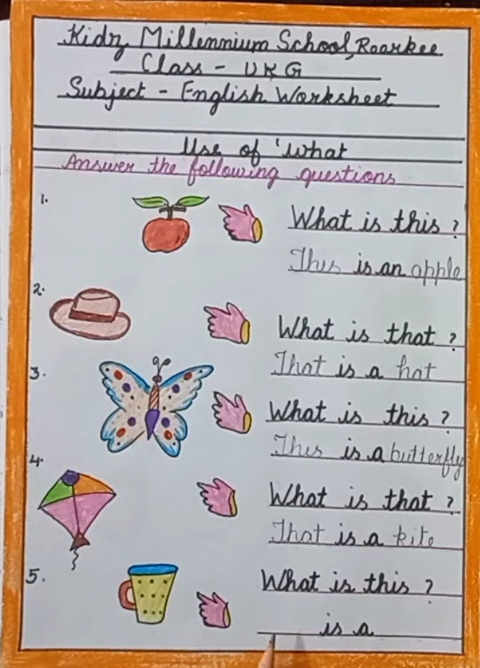 Kidz Millennium School, Roorkee
Class - UKG
Subject - English Worksheet
Use of 'what
Answer the following questions
1.
What is this ?
This is an apple
2.
What is that ?
That is a hat
3.
What is this ?
This is a butterfly
4.
What is that ?
That is a kite
5.
What is this ?
is a